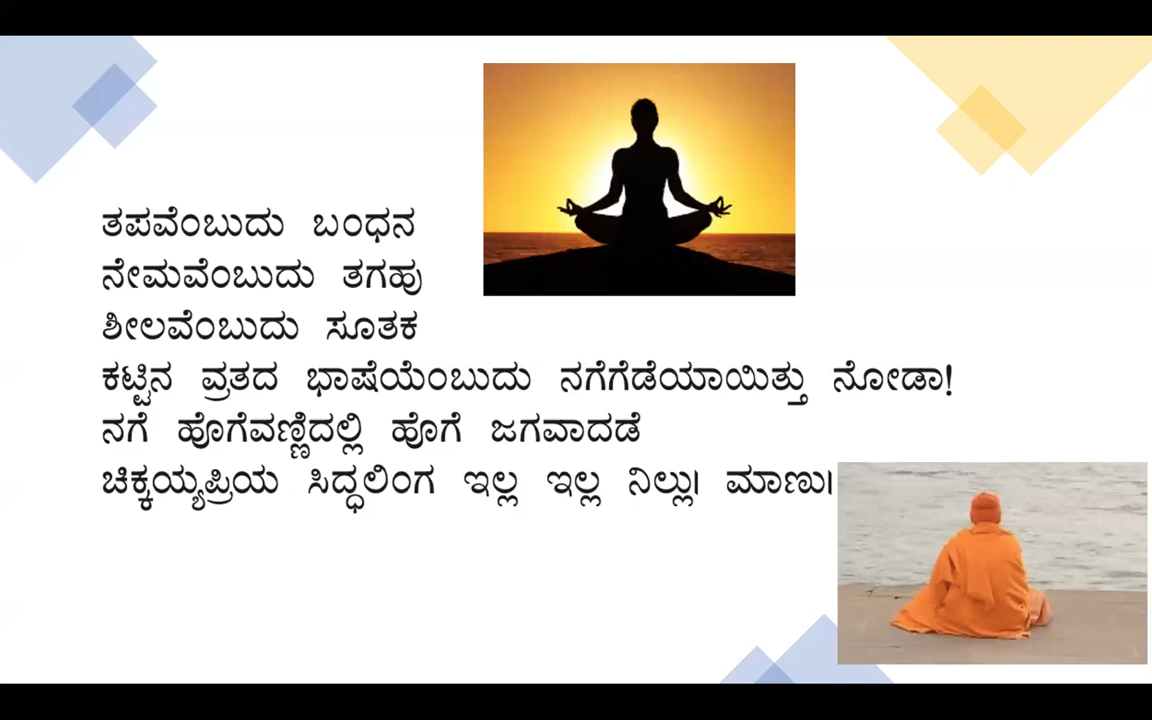 ತಪವೆಂಬುದು ಬಂಧನ
ನೇಮವೆಂಬುದು ತಗಹು
ಶೀಲವೆಂಬುದು ಸೂತಕ
ಕಟ್ಟಿನ ವ್ರತದ ಭಾಷೆಯೆಂಬುದು ನಗೆಗೆಡೆಯಾಯಿತ್ತು ನೋಡಾ!
ನಗೆ ಹೊಗೆವಣ್ಣಿದಲ್ಲಿ ಹೊಗೆ ಜಗವಾದಡೆ
ಚಿಕ್ಕಯ್ಯಪ್ರಿಯ ಸಿದ್ಧಲಿಂಗ ಇಲ್ಲ ಇಲ್ಲ ನಿಲ್ಲು। ಮಾಣು।